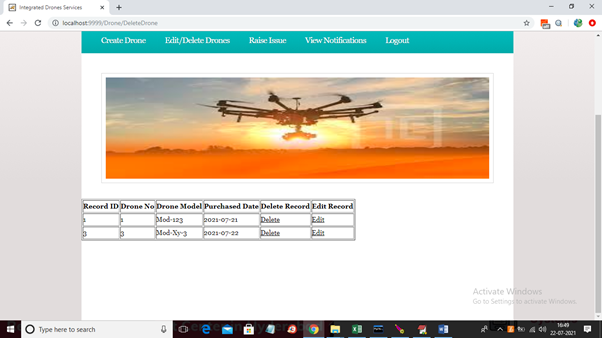 Integrated Drones Services
localhost:9999/Drone/DeleteDrone
Create Drone Edit/Delete Drones Raise Issue View Notifications Logout
Record ID Drone No Drone Model Purchased Date Delete Record Edit Record
1 1 Mod-123 2021-07-21 Delete Edit
3 3 Mod-Xy-3 2021-07-22 Delete Edit
Activate Windows
Go to Settings to activate Windows.
Type here to search
16:49
22-07-2021